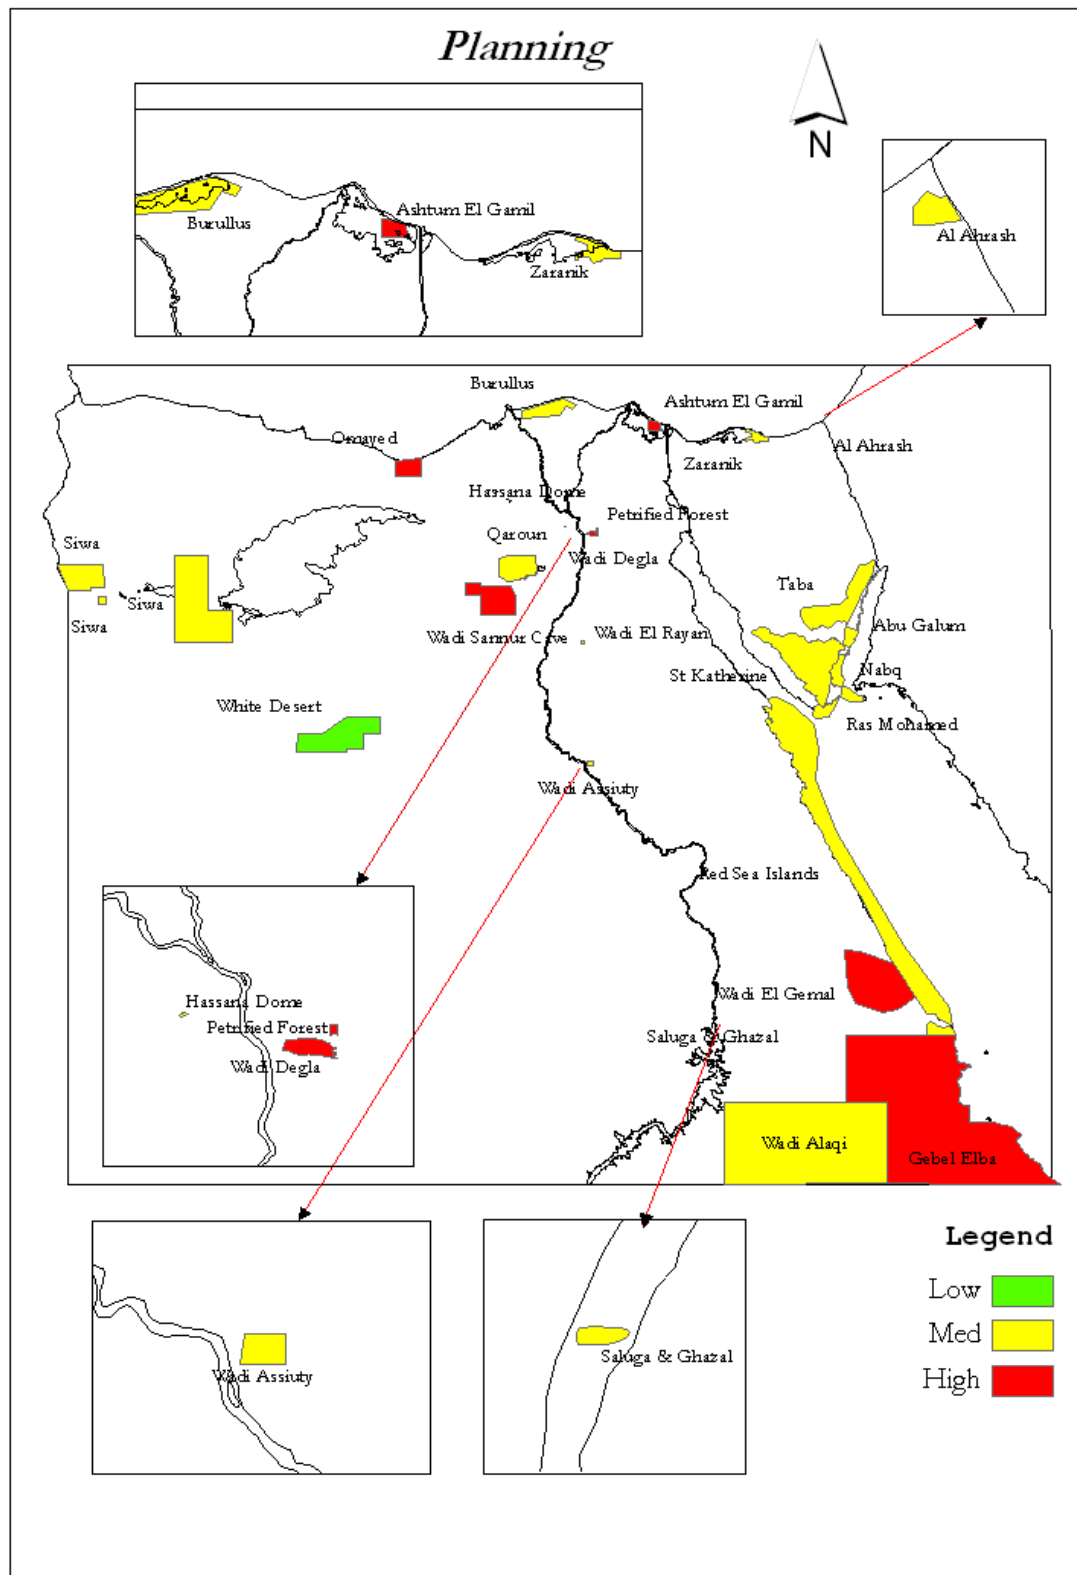 Planning
N
Burullus
Ashtum El Gamil
Zaranik
Al Ahrash
Burullus
Ashtum El Gamil
Omayed
Zaranik
Al Ahrash
Hassana Dome
Petrified Forest
Qaroun
Wadi Degla
Siwa
Siwa
Siwa
Taba
Wadi Sannur Cave
Wadi El Rayan
Abu Galum
St Katherine
Nabq
White Desert
Ras Mohamed
Wadi Assiuty
Red Sea Islands
Wadi El Gemal
Saluga & Ghazal
Hassana Dome
Petrified Forest
Wadi Degla
Wadi Alaqi
Gebel Elba
Wadi Assiuty
Saluga & Ghazal
Legend
Low
Med
High